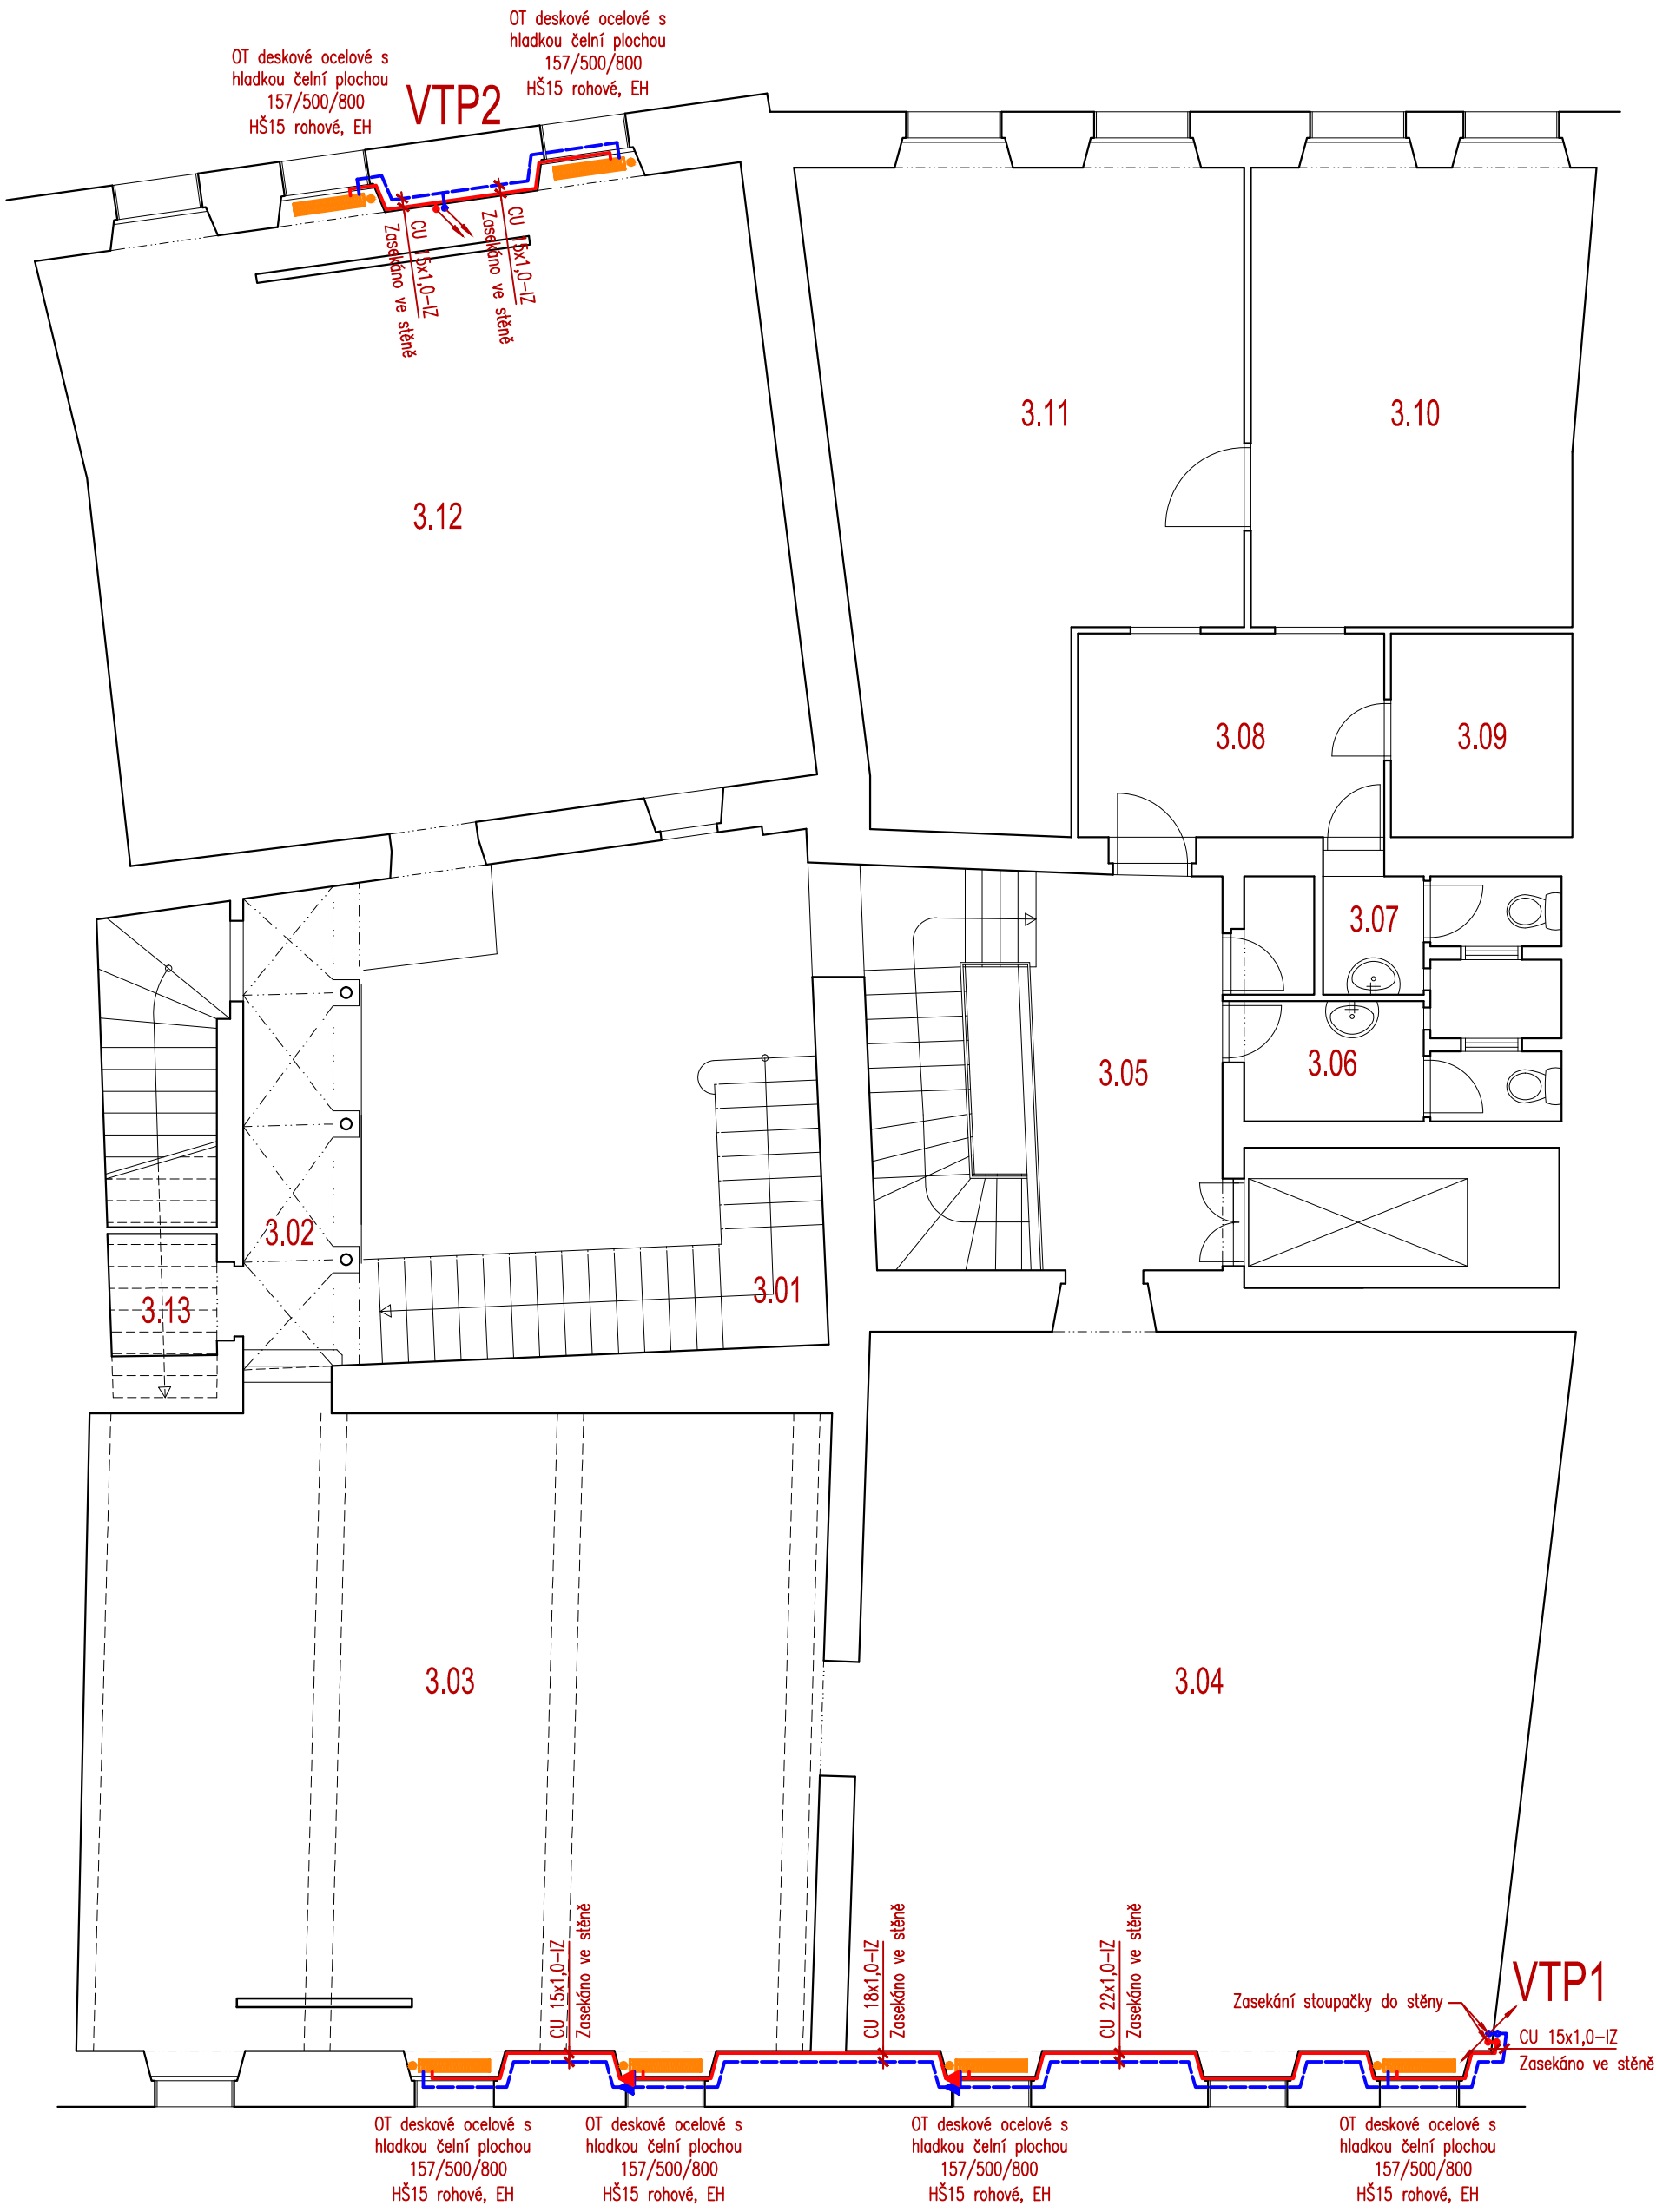 OT deskové ocelové s
hladkou čelní plochou
157/500/800
HŠ15 rohové, EH
OT deskové ocelové s
hladkou čelní plochou
157/500/800
HŠ15 rohové, EH
VTP2
CU 15x1,0-IZ
Zasekáno ve stěně
CU 15x1,0-IZ
Zasekáno ve stěně
3.11
3.10
3.12
3.08
3.09
3.07
3.06
3.05
3.02
3.01
3.13
3.03
3.04
CU 15x1,0-IZ
Zasekáno ve stěně
CU 18x1,0-IZ
Zasekáno ve stěně
CU 22x1,0-IZ
Zasekáno ve stěně
VTP1
Zasekání stoupačky do stěny
CU 15x1,0-IZ
Zasekáno ve stěně
OT deskové ocelové s
hladkou čelní plochou
157/500/800
HŠ15 rohové, EH
OT deskové ocelové s
hladkou čelní plochou
157/500/800
HŠ15 rohové, EH
OT deskové ocelové s
hladkou čelní plochou
157/500/800
HŠ15 rohové, EH
OT deskové ocelové s
hladkou čelní plochou
157/500/800
HŠ15 rohové, EH